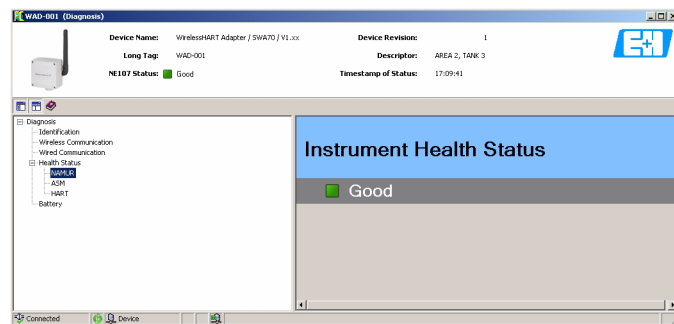 WAD-001 (Diagnosis)
Device Name: WirelessHART Adapter / SWA70 / V1.xx Device Revision: 1
Long Tag: WAD-001 Descriptor: AREA 2, TANK 3
NE107 Status: Good Timestamp of Status: 17:09:41
E+H
Diagnosis
Identification
Wireless Communication
Wired Communication
Health Status
NAMUR
ASM
HART
Battery
Instrument Health Status
Good
Connected Device